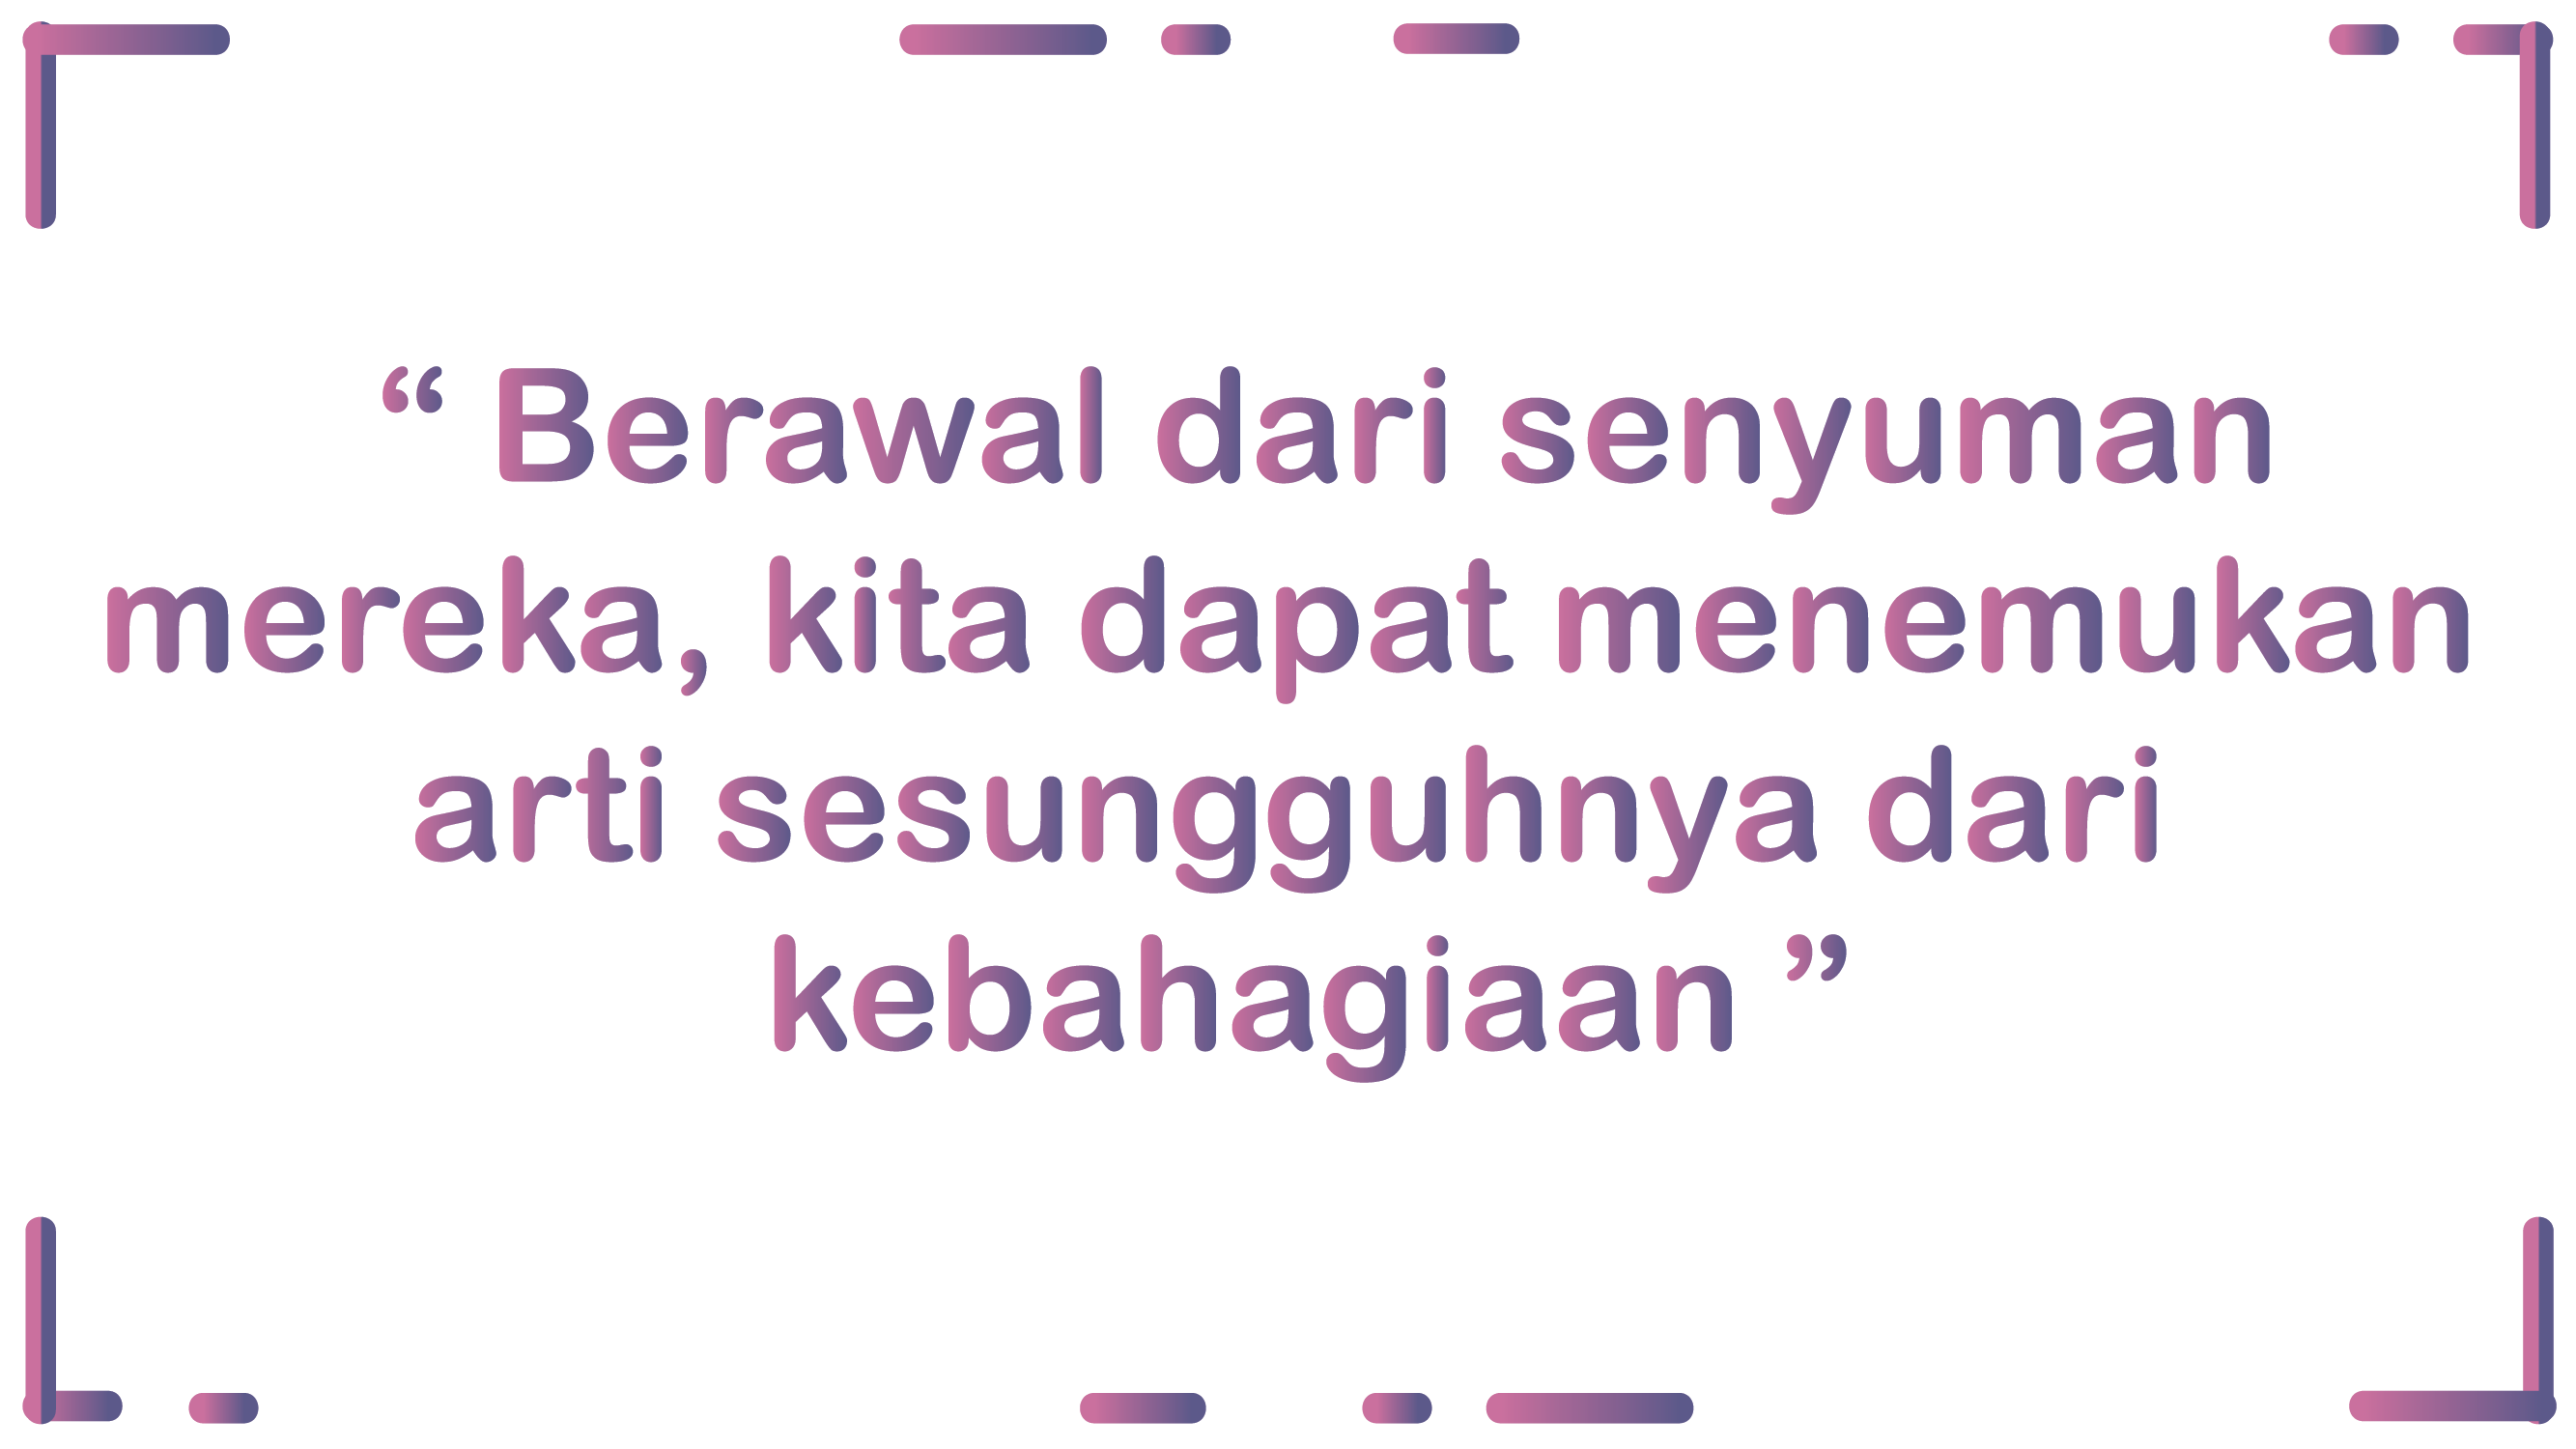 “ Berawal dari senyuman
mereka, kita dapat menemukan
arti sesungguhnya dari
kebahagiaan ”